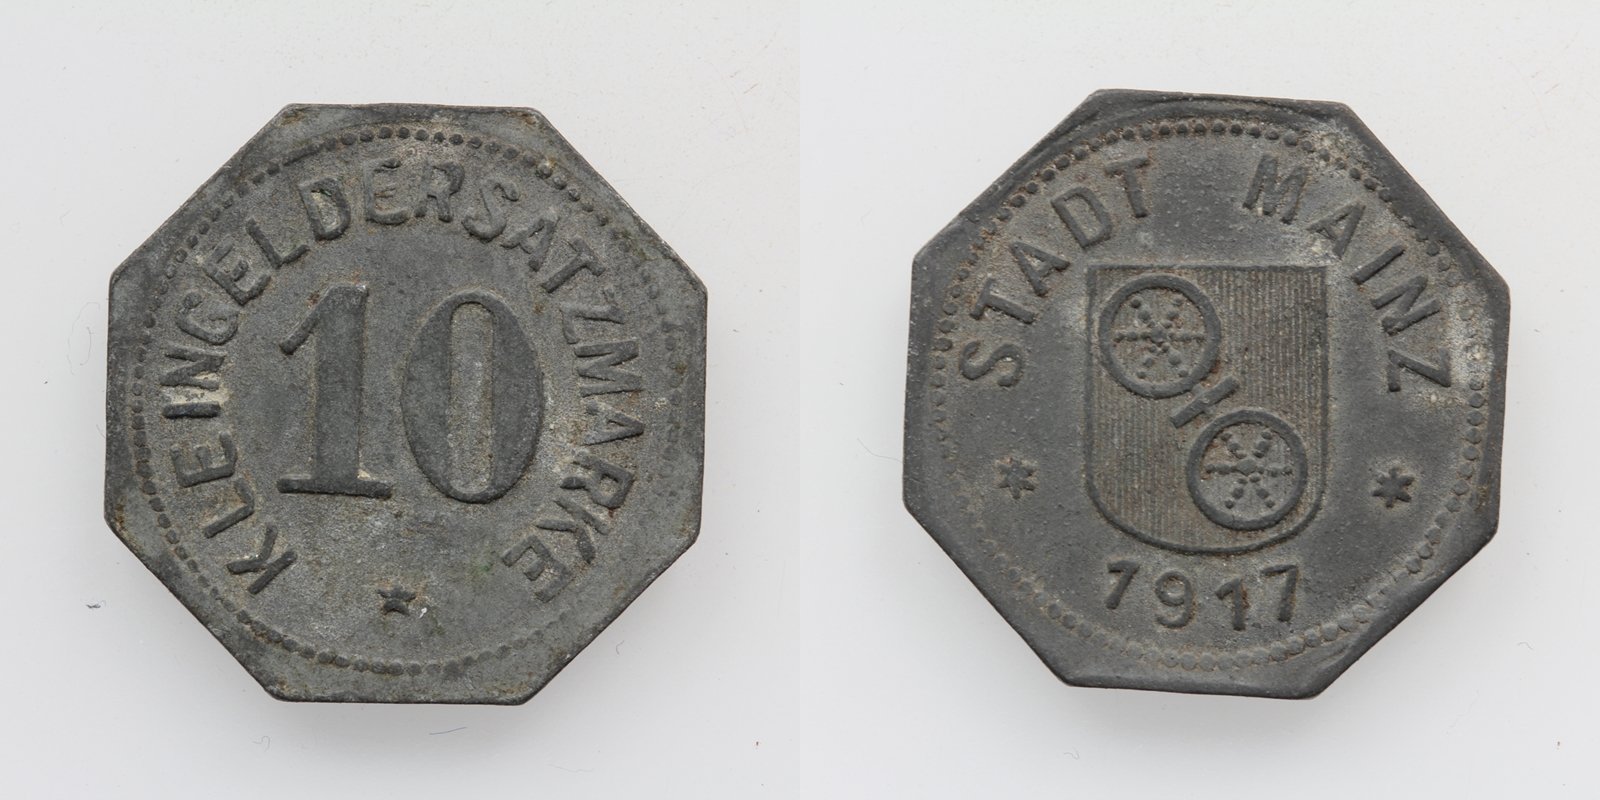 KLEINGELDERSATZMARKE
10
STADT MAINZ
1917